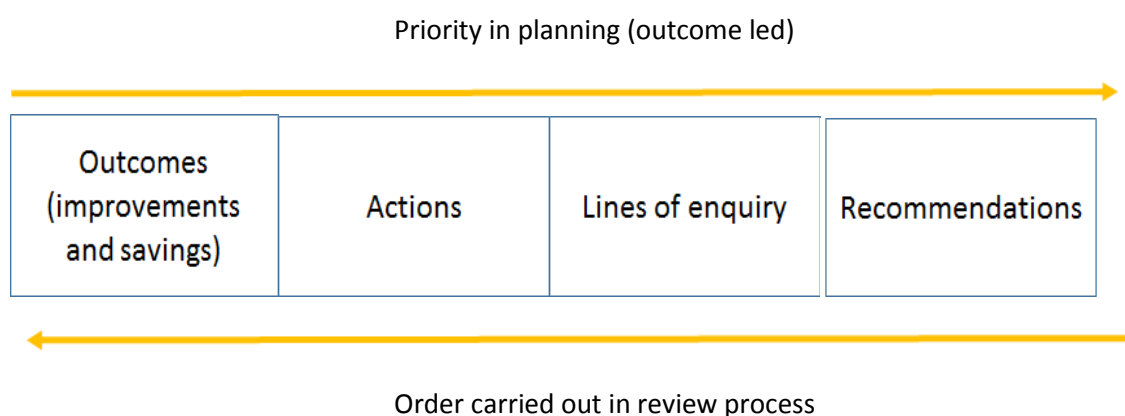 Priority in planning (outcome led)
Outcomes
(improvements
and savings)
Actions
Lines of enquiry
Recommendations
Order carried out in review process